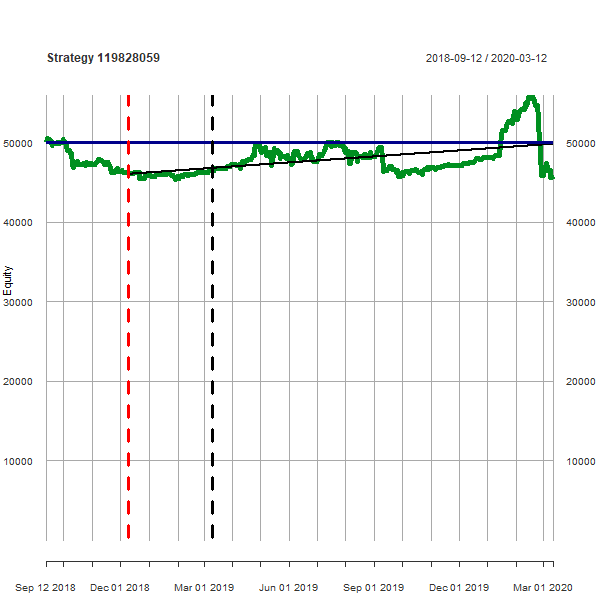 Strategy 119828059
2018-09-12 / 2020-03-12
50000 50000
40000 40000
Equity
30000 30000
20000 20000
10000 10000
Sep 12 2018 Dec 01 2018 Mar 01 2019 Jun 01 2019 Sep 01 2019 Dec 01 2019 Mar 01 2020